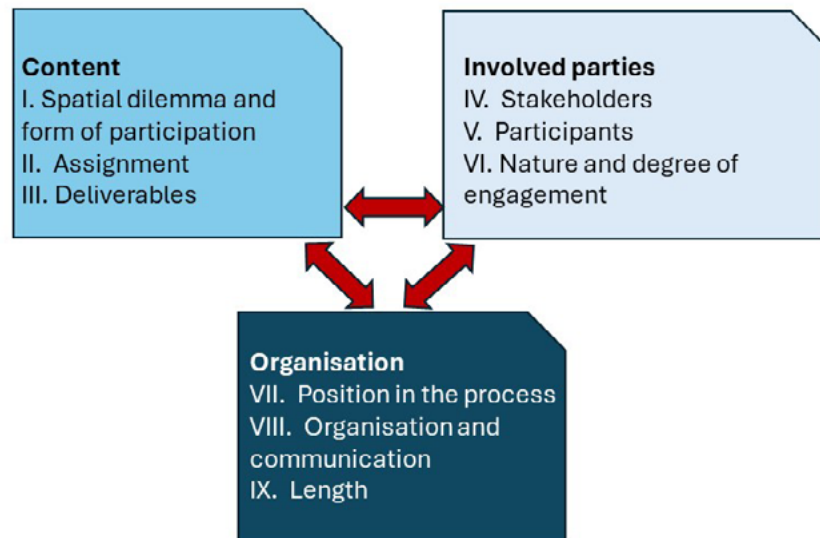 Content
I. Spatial dilemma and
form of participation
II. Assignment
III. Deliverables
Involved parties
IV. Stakeholders
V. Participants
VI. Nature and degree of
engagement
Organisation
VII. Position in the process
VIII. Organisation and
communication
IX. Length